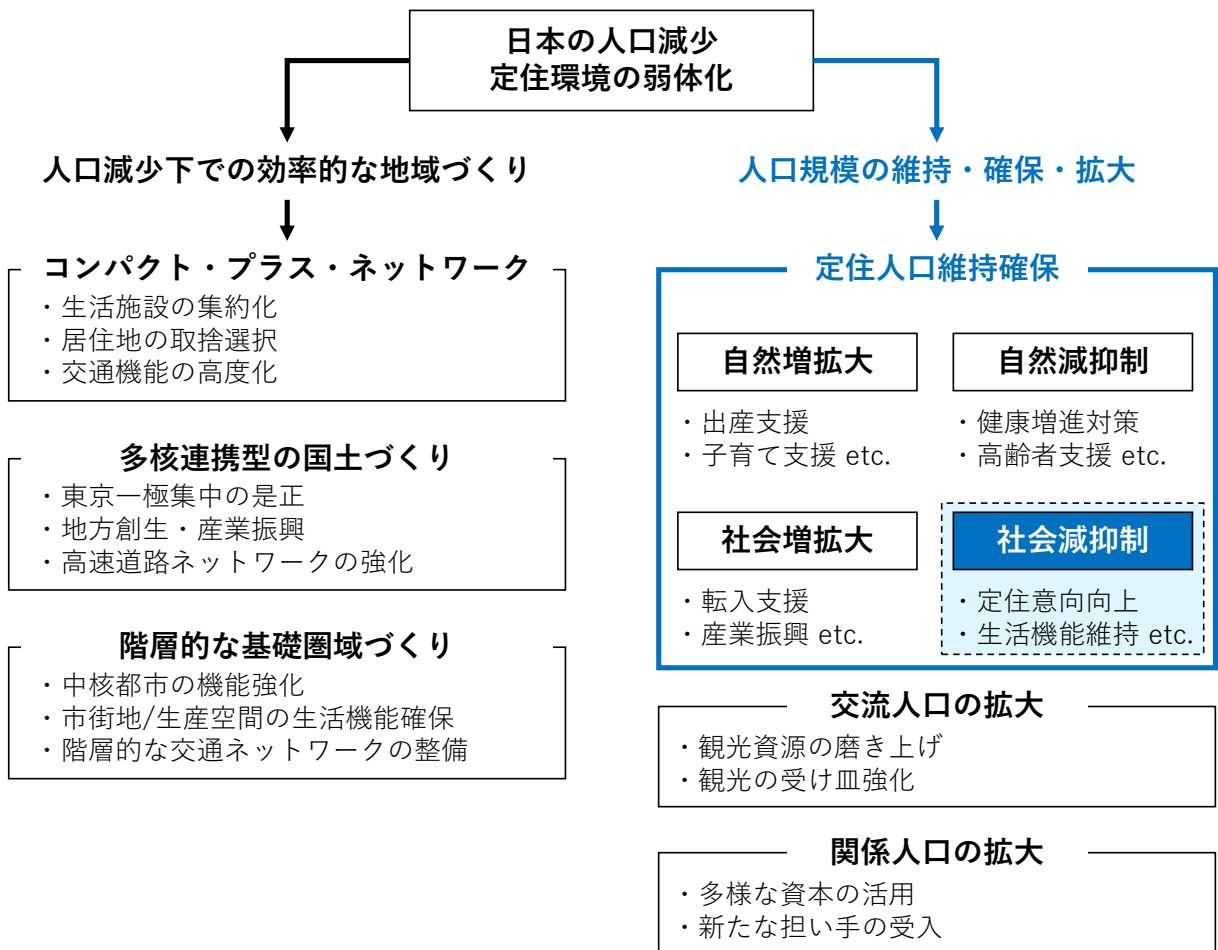 日本の人口減少
定住環境の弱体化
人口減少下での効率的な地域づくり
コンパクト・プラス・ネットワーク
・生活施設の集約化
・居住地の取捨選択
・交通機能の高度化
多核連携型の国土づくり
・東京一極集中の是正
・地方創生・産業振興
・高速道路ネットワークの強化
階層的な基礎圏域づくり
・中核都市の機能強化
・市街地/生産空間の生活機能確保
・階層的な交通ネットワークの整備
人口規模の維持・確保・拡大
定住人口維持確保
自然増拡大
・出産支援
・子育て支援 etc.
自然減抑制
・健康増進対策
・高齢者支援 etc.
社会増拡大
・転入支援
・産業振興 etc.
社会減抑制
・定住意向向上
・生活機能維持 etc.
交流人口の拡大
・観光資源の磨き上げ
・観光の受け皿強化
関係人口の拡大
・多様な資本の活用
・新たな担い手の受入